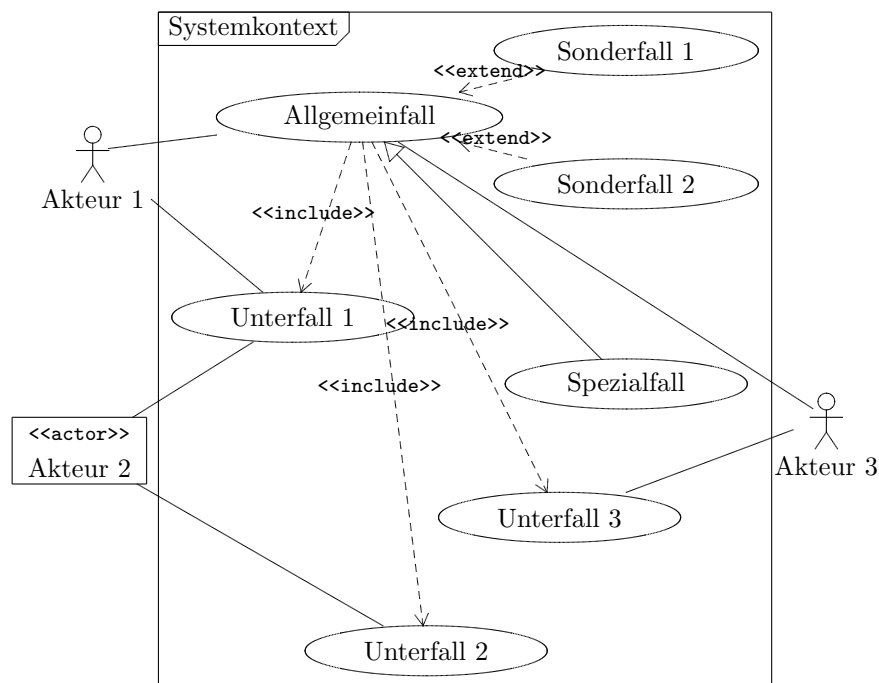 Systemkontext
Sonderfall 1
<<extend>>
Allgemeinfall
<<extend>>
Sonderfall 2
Akteur 1
<<include>>
Unterfall 1
<<include>>
<<include>>
Spezialfall
<<actor>>
Akteur 2
Akteur 3
Unterfall 3
Unterfall 2